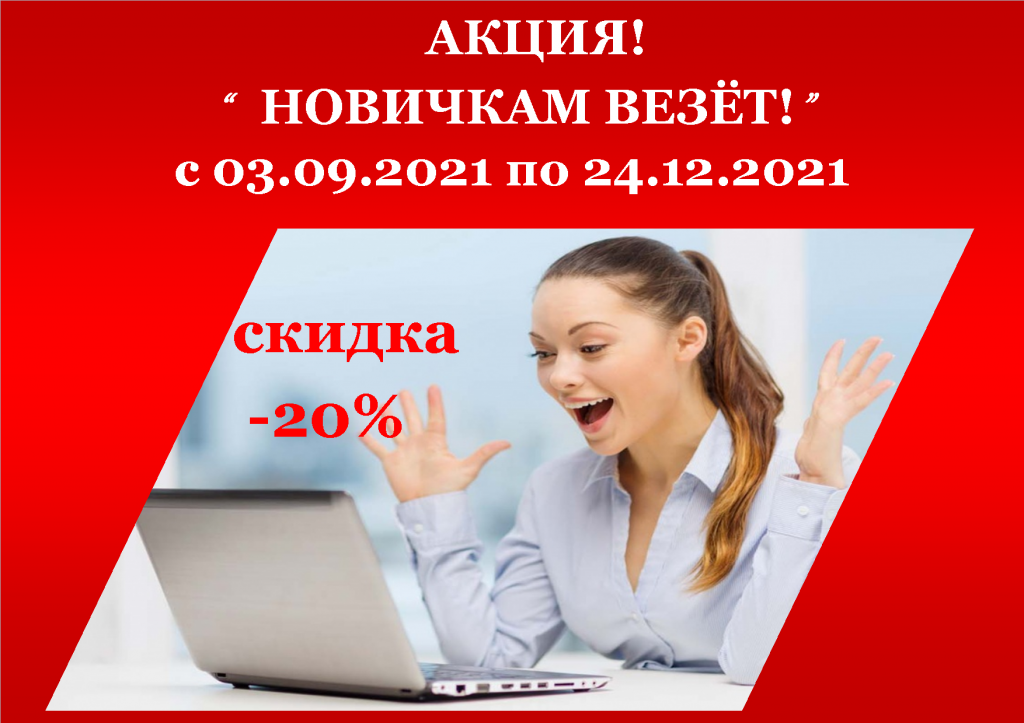 АКЦИЯ!
“ НОВИЧКАМ ВЕЗЁТ! ”
с 03.09.2021 по 24.12.2021
скидка
-20%